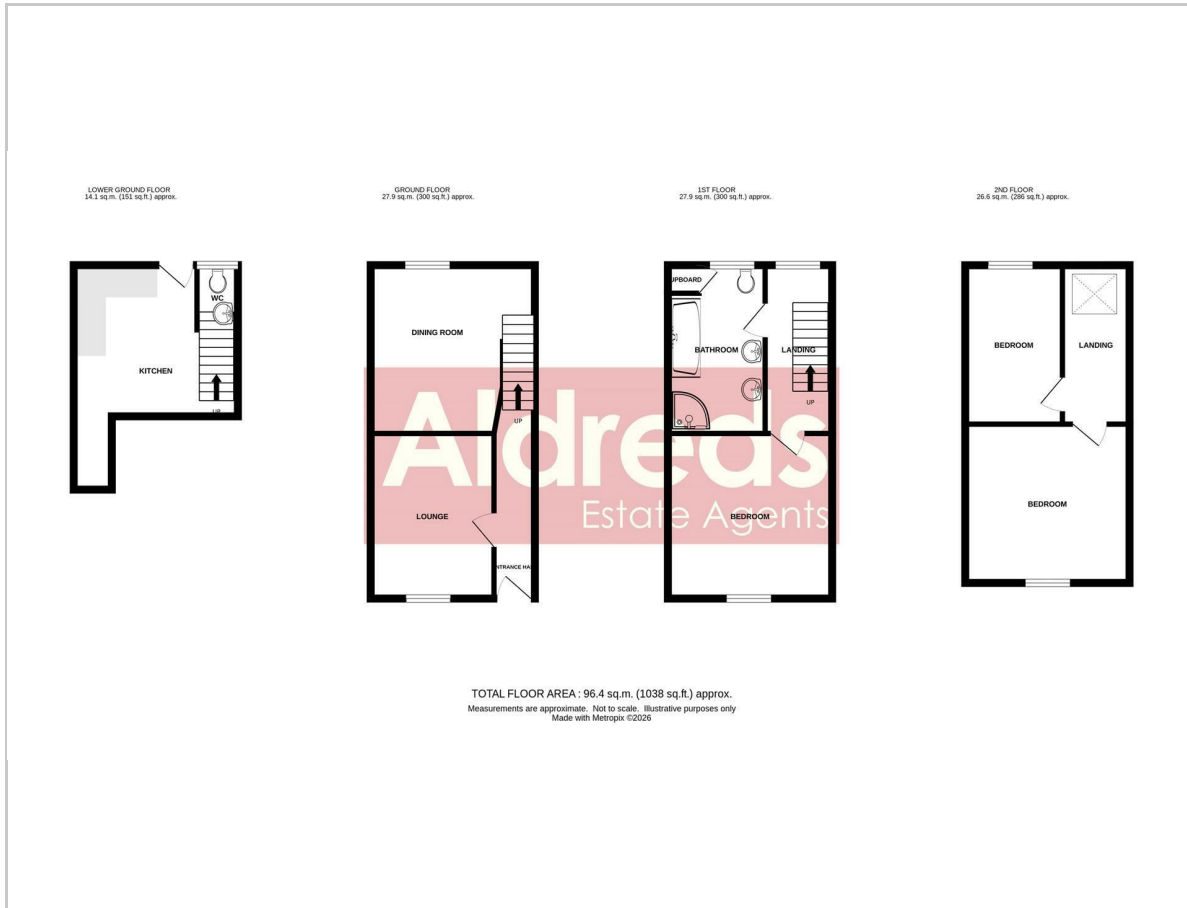 LOWER GROUND FLOOR
14.1 sq.m. (151 sq.ft.) approx.
GROUND FLOOR
27.9 sq.m. (300 sq.ft.) approx.
1ST FLOOR
27.9 sq.m. (300 sq.ft.) approx.
2ND FLOOR
26.6 sq.m. (286 sq.ft.) approx.
WC
KITCHEN
UP
DINING ROOM
UP
LOUNGE
NTRANCE HA
UPBOARD
BATHROOM
LANDING
UP
BEDROOM
BEDROOM
LANDING
BEDROOM
Aldreds
Estate Agents
TOTAL FLOOR AREA : 96.4 sq.m. (1038 sq.ft.) approx.
Measurements are approximate. Not to scale. Illustrative purposes only
Made with Metropix ©2026